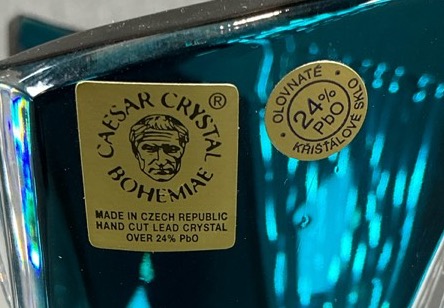 CAESAR CRYSTAL ®
BOHEMIAE
MADE IN CZECH REPUBLIC
HAND CUT LEAD CRYSTAL
OVER 24% PbO
• OLOVNATÉ •
24%
PbO
KŘIŠŤÁLOVÉ SKLO